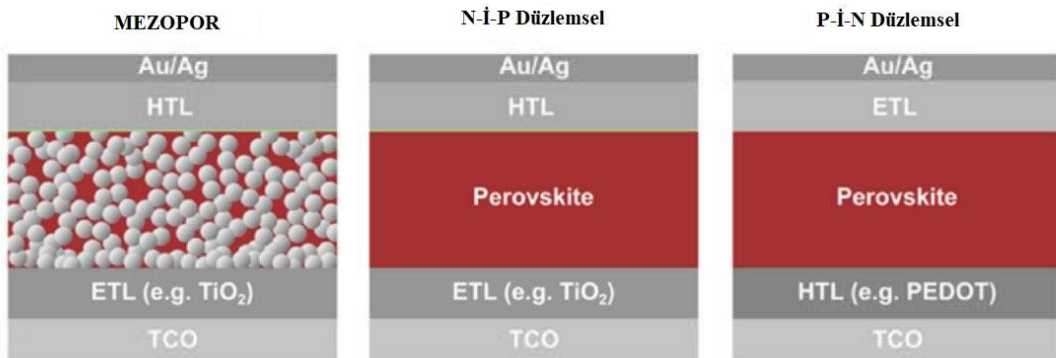 MEZOPOR
Au/Ag
HTL
ETL (e.g. TiO₂)
TCO
N-İ-P Düzlemsel
Au/Ag
HTL
Perovskite
ETL (e.g. TiO₂)
TCO
P-İ-N Düzlemsel
Au/Ag
ETL
Perovskite
HTL (e.g. PEDOT)
TCO